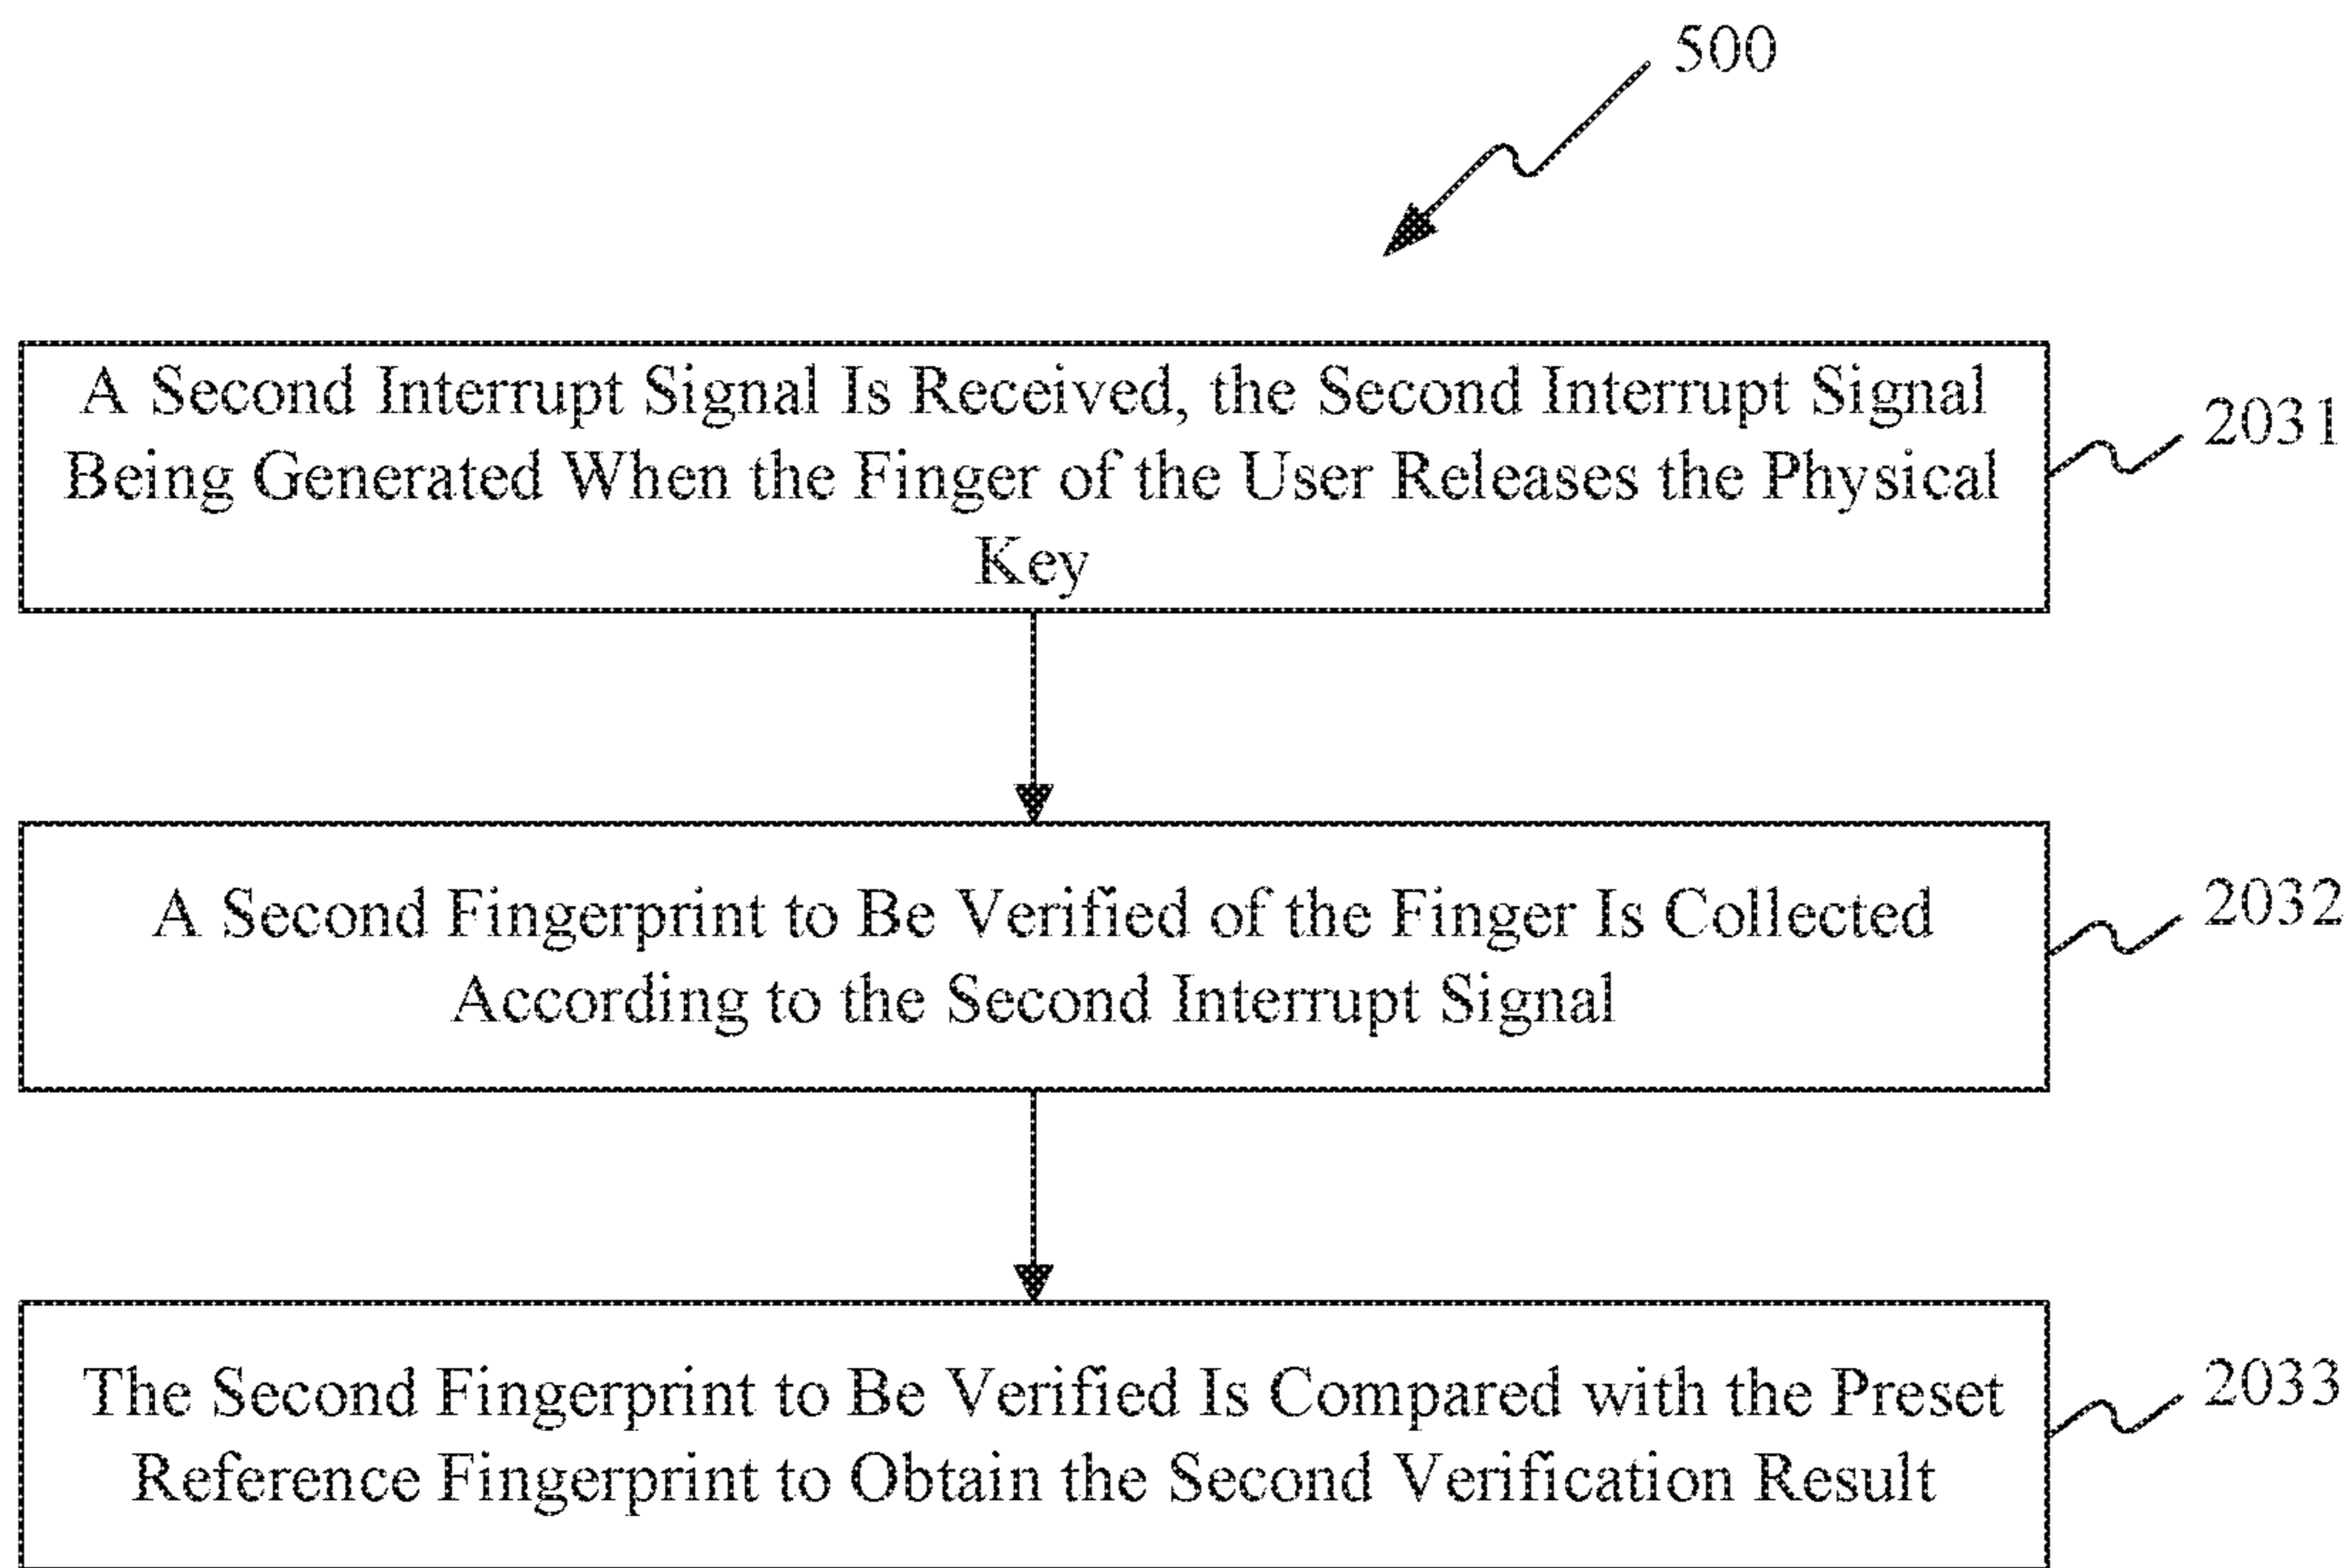 500
A Second Interrupt Signal Is Received, the Second Interrupt Signal
Being Generated When the Finger of the User Releases the Physical
Key
2031
A Second Fingerprint to Be Verified of the Finger Is Collected
According to the Second Interrupt Signal
2032
The Second Fingerprint to Be Verified Is Compared with the Preset
Reference Fingerprint to Obtain the Second Verification Result
2033